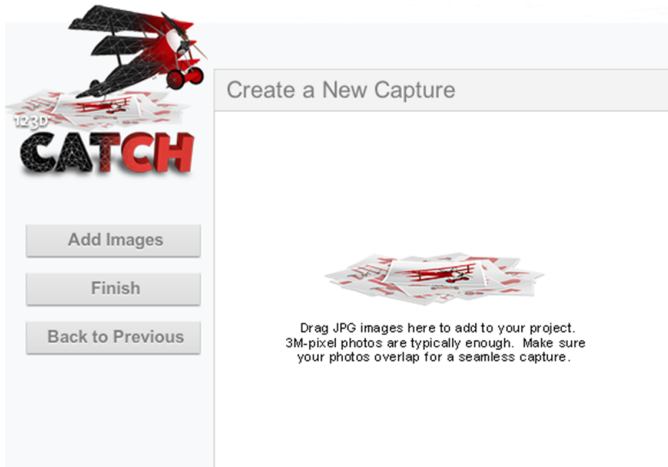 123D
CATCH
Create a New Capture
Add Images
Finish
Back to Previous
Drag JPG images here to add to your project.
3M-pixel photos are typically enough. Make sure
your photos overlap for a seamless capture.